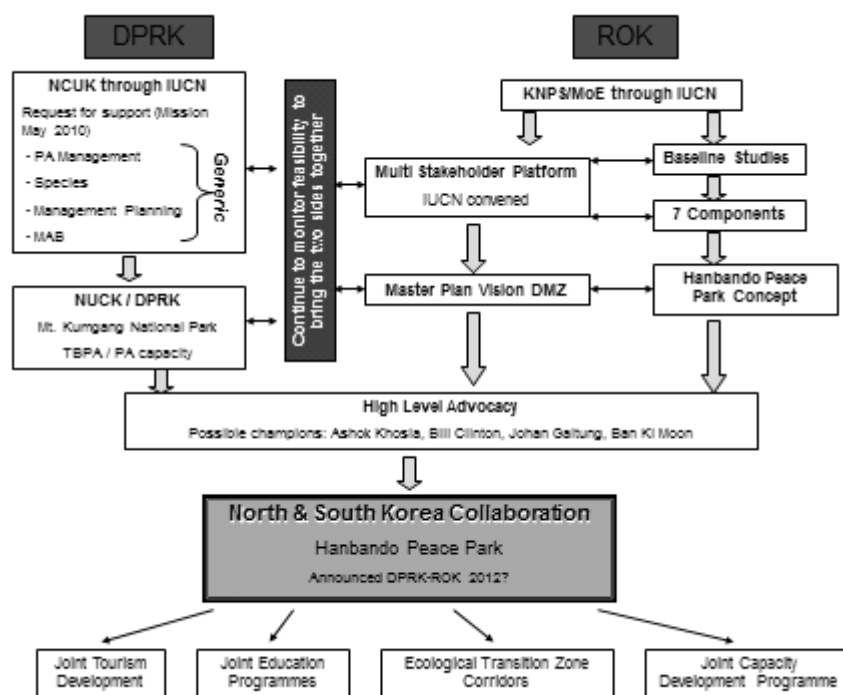 DPRK
ROK
NCUK through IUCN
Request for support (Mission
May 2010)
- PA Management
- Species
- Management Planning
- MAB
Generic
Continue to monitor feasibility to
bring the two sides together
KNPS/MoE through IUCN
Multi Stakeholder Platform
IUCN convened
Baseline Studies
7 Components
NUCK / DPRK
Mt. Kumgang National Park
TBPA / PA capacity
Master Plan Vision DMZ
Hanbando Peace
Park Concept
High Level Advocacy
Possible champions: Ashok Khosla, Bill Clinton, Johan Galtung, Ban Ki Moon
North & South Korea Collaboration
Hanbando Peace Park
Announced DPRK-ROK 2012?
Joint Tourism
Development
Joint Education
Programmes
Ecological Transition Zone
Corridors
Joint Capacity
Development Programme